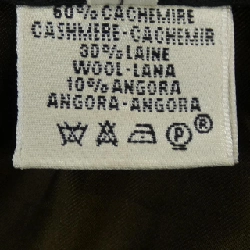 60% CACHEMIRE
CASHMERE-CACHEMIR
30% LAINE
WOOL-LANA
10% ANGORA
ANGORA-ANGORA
P ®